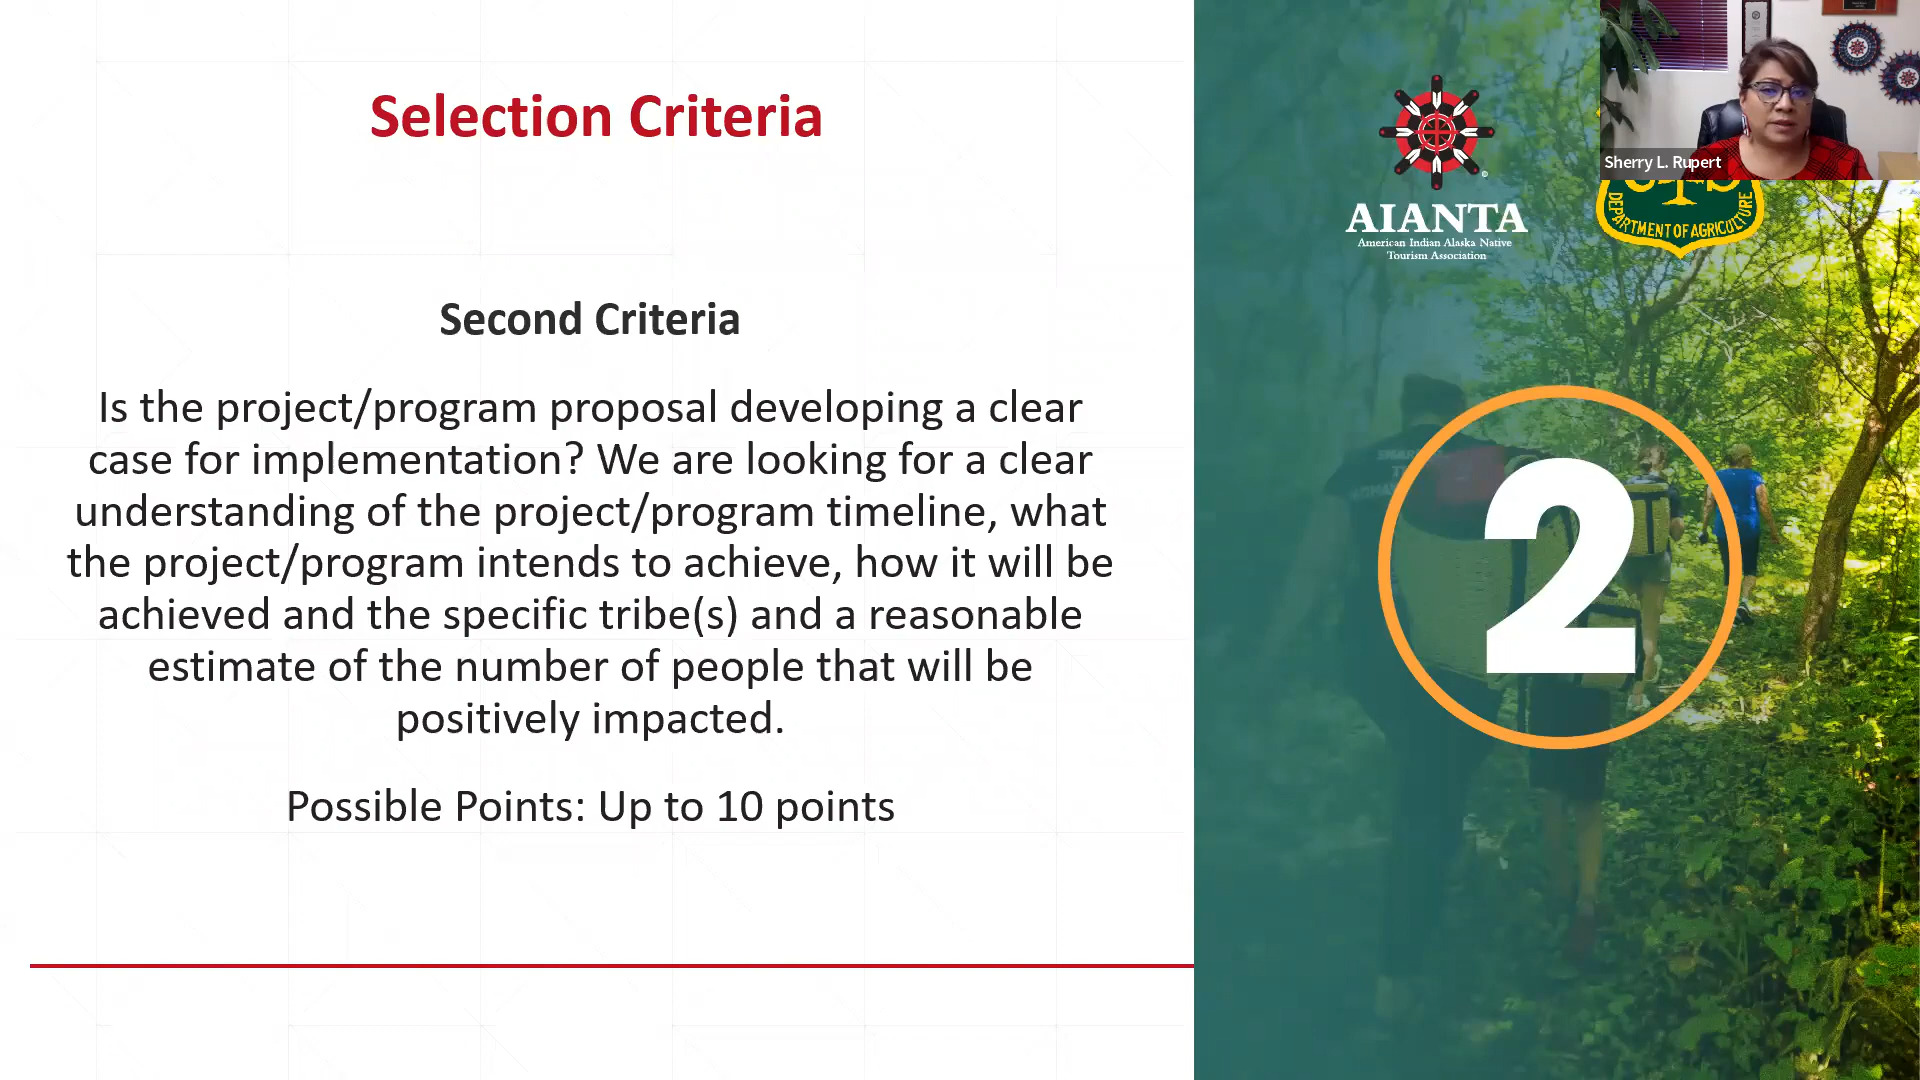 Selection Criteria
Second Criteria
Is the project/program proposal developing a clear
case for implementation? We are looking for a clear
understanding of the project/program timeline, what
the project/program intends to achieve, how it will be
achieved and the specific tribe(s) and a reasonable
estimate of the number of people that will be
positively impacted.
Possible Points: Up to 10 points
AIANTA
American Indian Alaska Native
Tourism Association
Sherry L. Rupert
DEPARTMENT OF AGRICULTURE
2